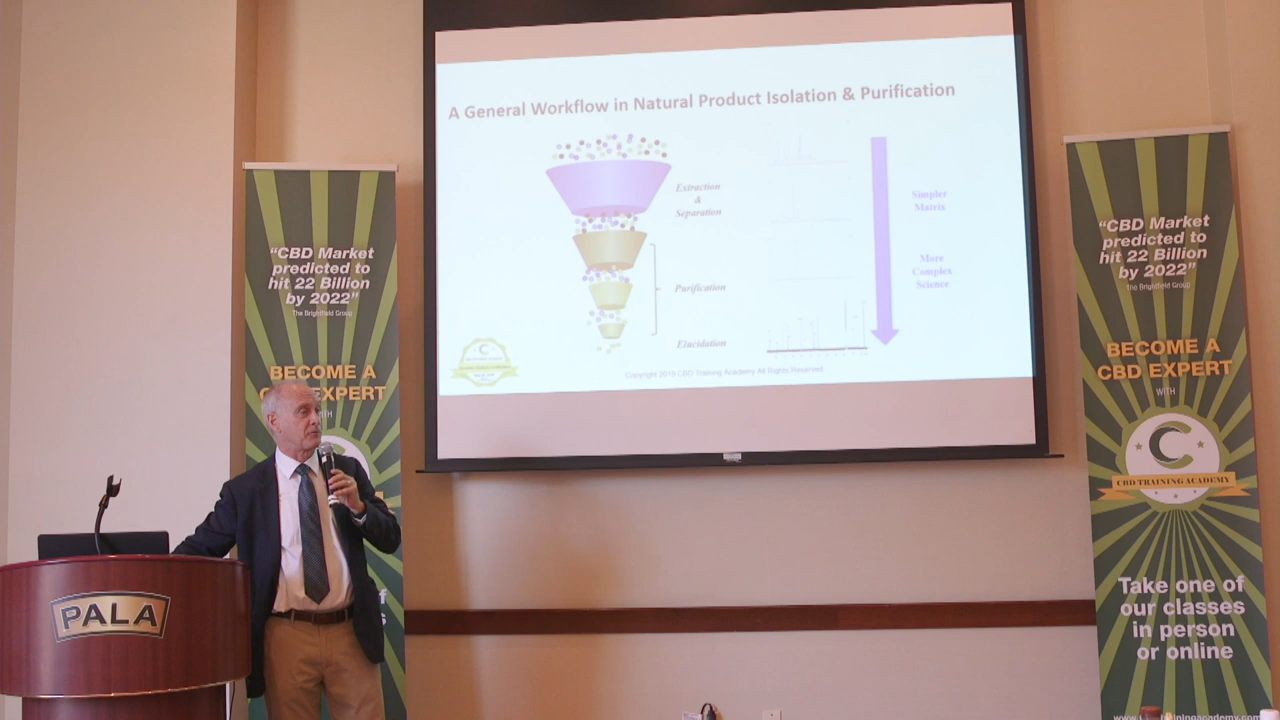 A General Workflow in Natural Product Isolation & Purification
Extraction
&
Separation
Purification
Elucidation
Simpler
Matrix
More
Complex
Science
Copyright 2019 CBD Training Academy All Rights Reserved
"CBD Market
predicted to
hit 22 Billion
by 2022"
The Brightfield Group
BECOME A
EXPERT
PALA
"CBD Market
predicted to
hit 22 Billion
by 2022"
the Brightfield Group
BECOME A
CBD EXPERT
WITH
C
CBD TRAINING ACADEMY
Take one of
our classes
in person
or online